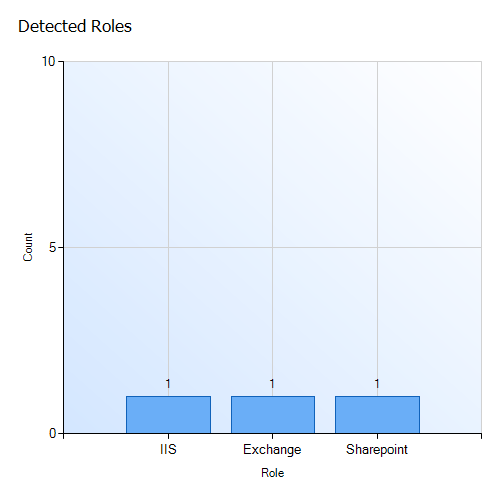 Detected Roles
10
Count
5
1 1 1
0
IIS Exchange Sharepoint
Role